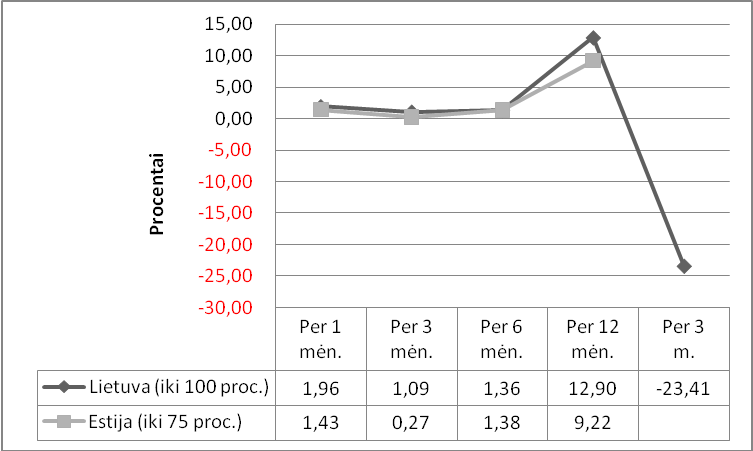 15,00
10,00
5,00
0,00
-5,00
-10,00
-15,00
-20,00
-25,00
-30,00
Procentai
Per 1 mėn.
Per 3 mėn.
Per 6 mėn.
Per 12 mėn.
Per 3 m.
Lietuva (iki 100 proc.) 1,96 1,09 1,36 12,90 -23,41
Estija (iki 75 proc.) 1,43 0,27 1,38 9,22